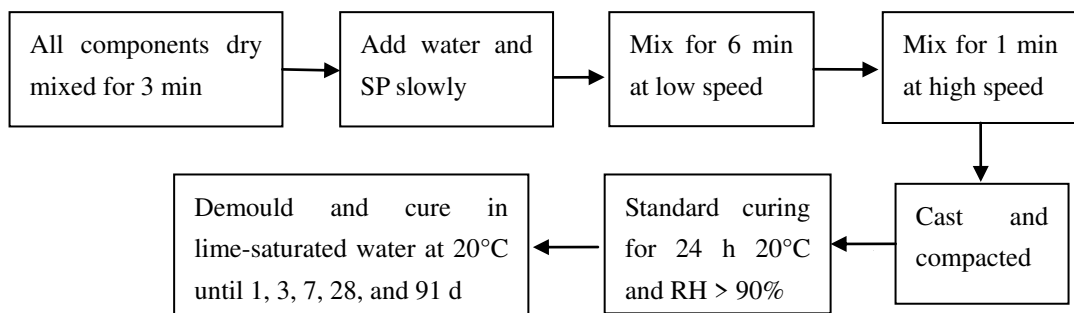 All components dry
mixed for 3 min
Add water and
SP slowly
Mix for 6 min
at low speed
Mix for 1 min
at high speed
Cast and
compacted
Standard curing
for 24 h 20°C
and RH > 90%
Demould and cure in
lime-saturated water at 20°C
until 1, 3, 7, 28, and 91 d